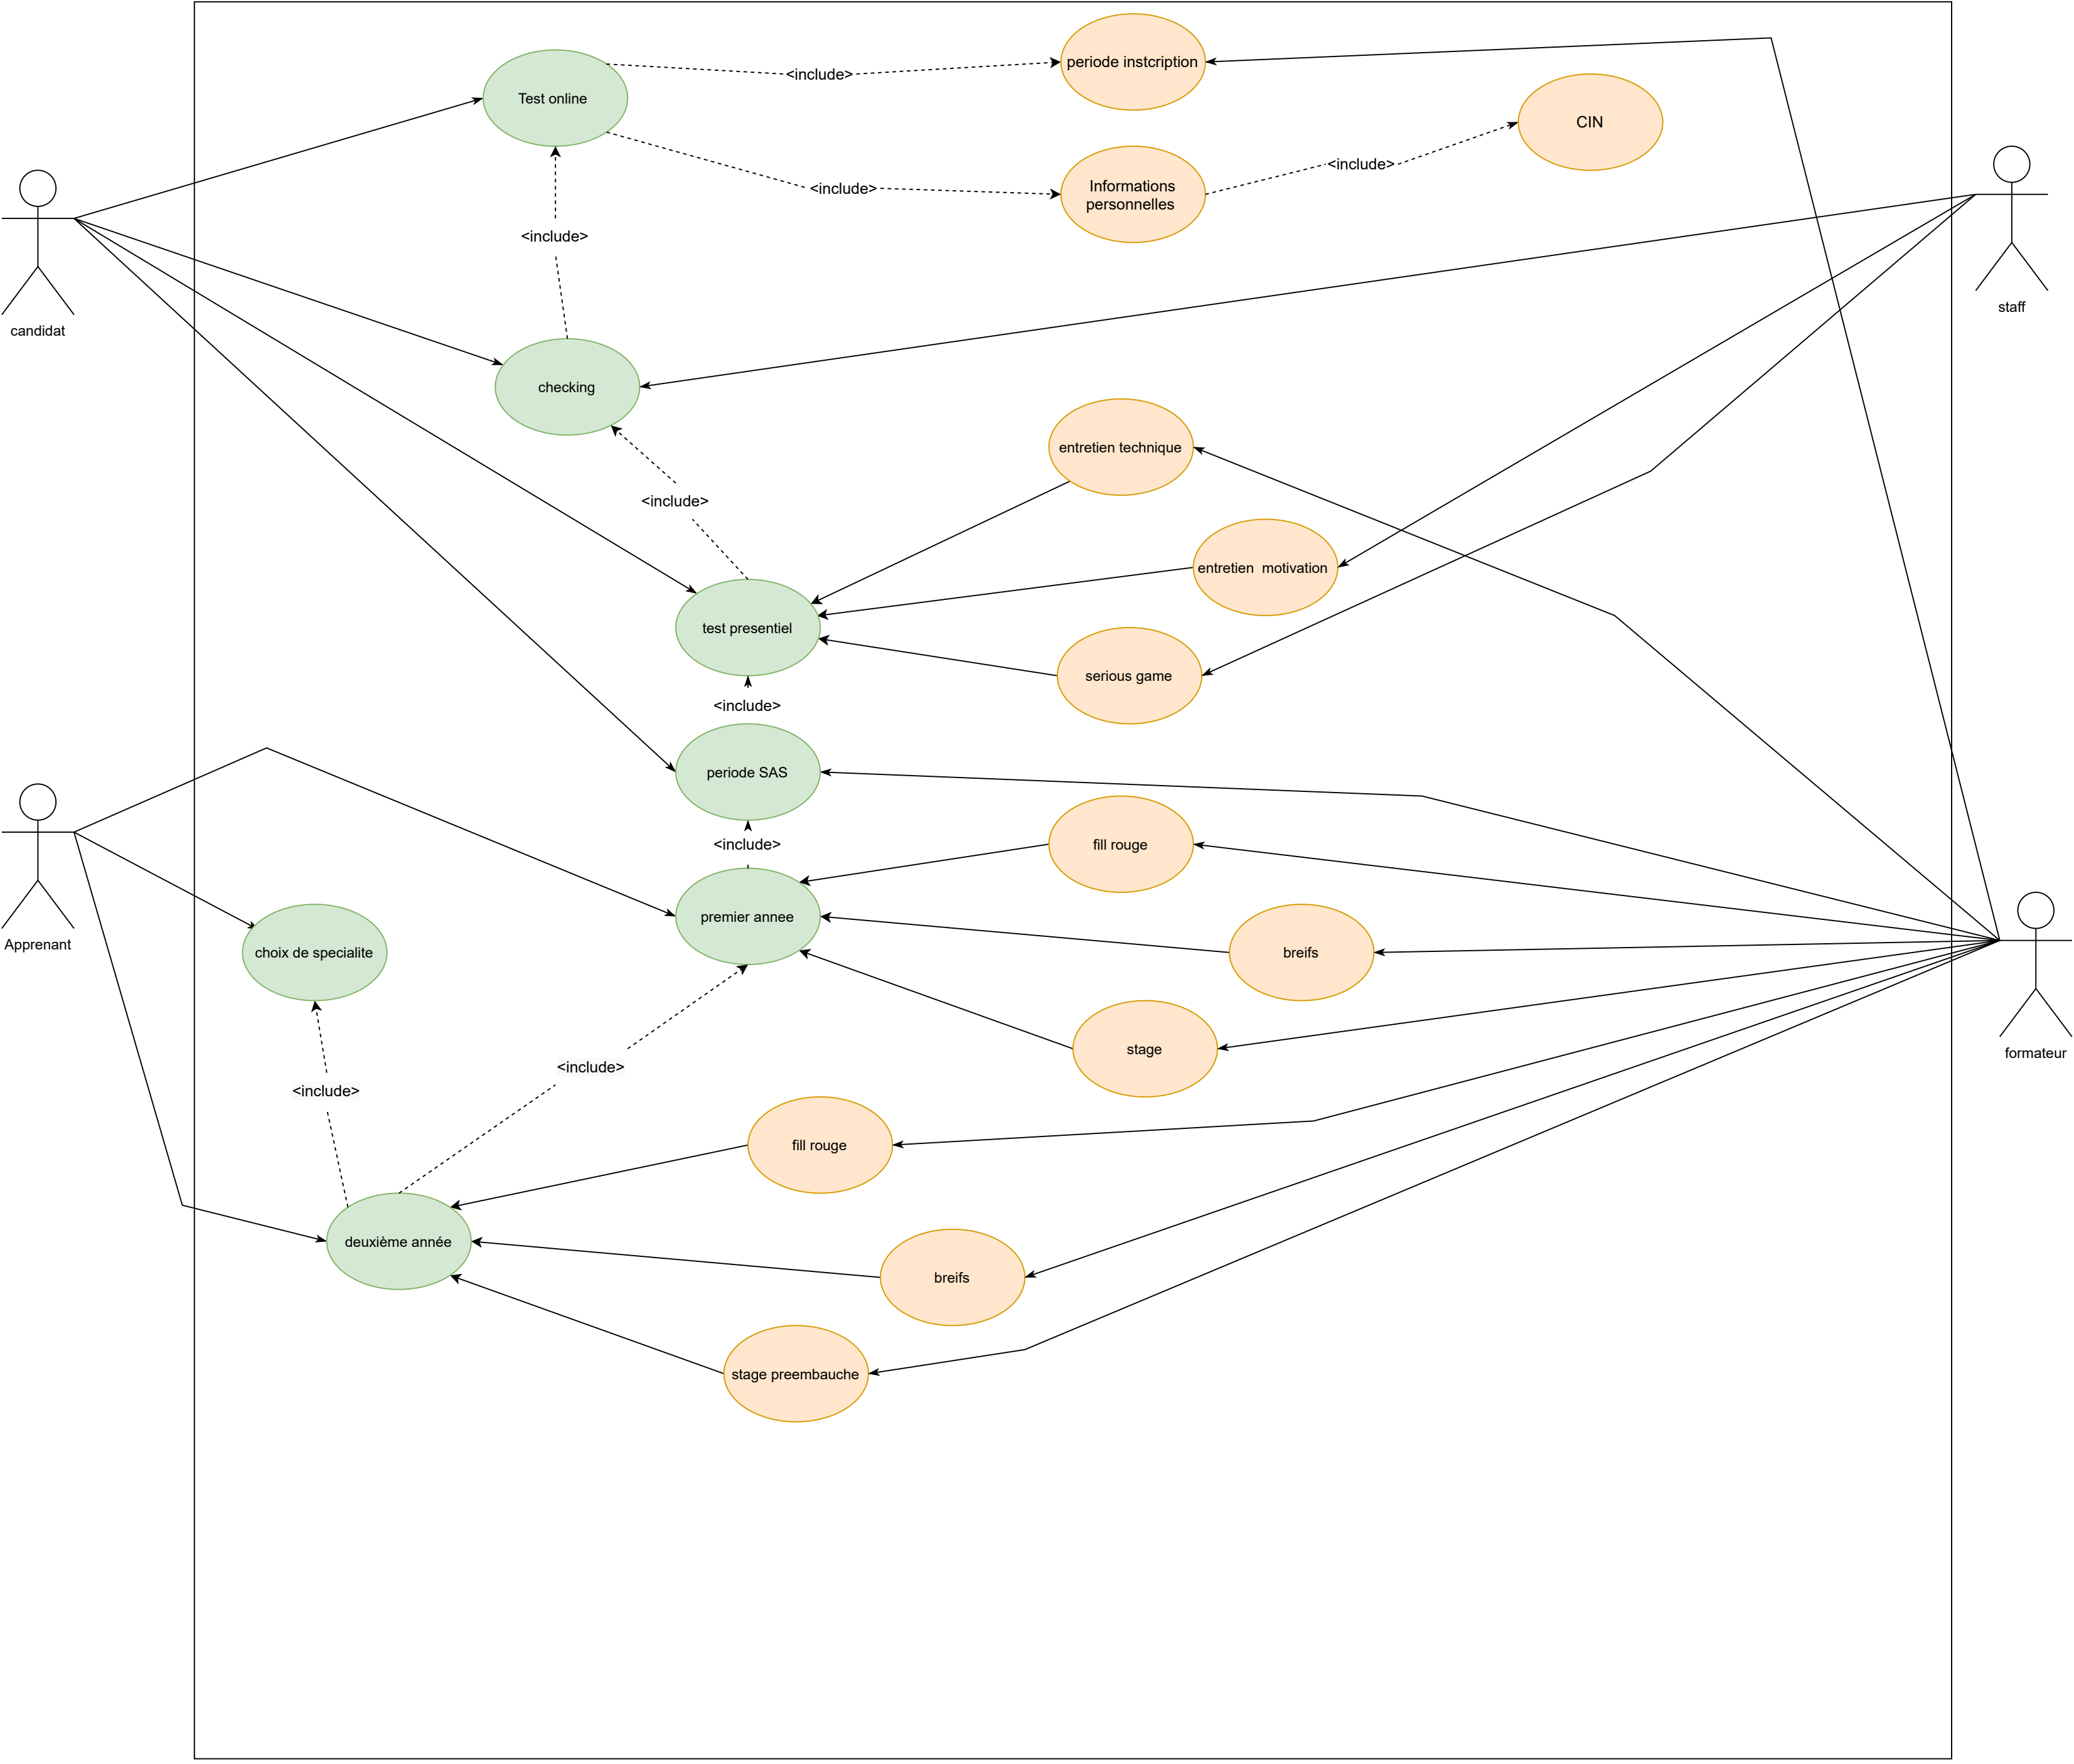 periode instcription
<include>
Test online
CIN
<include>
Informations
personnelles
<include>
<include>
candidat
staff
checking
entretien technique
<include>
entretien  motivation
test presentiel
serious game
<include>
periode SAS
<include>
fill rouge
premier annee
Apprenant
choix de specialite
breifs
stage
formateur
<include>
<include>
fill rouge
deuxième année
breifs
stage preembauche